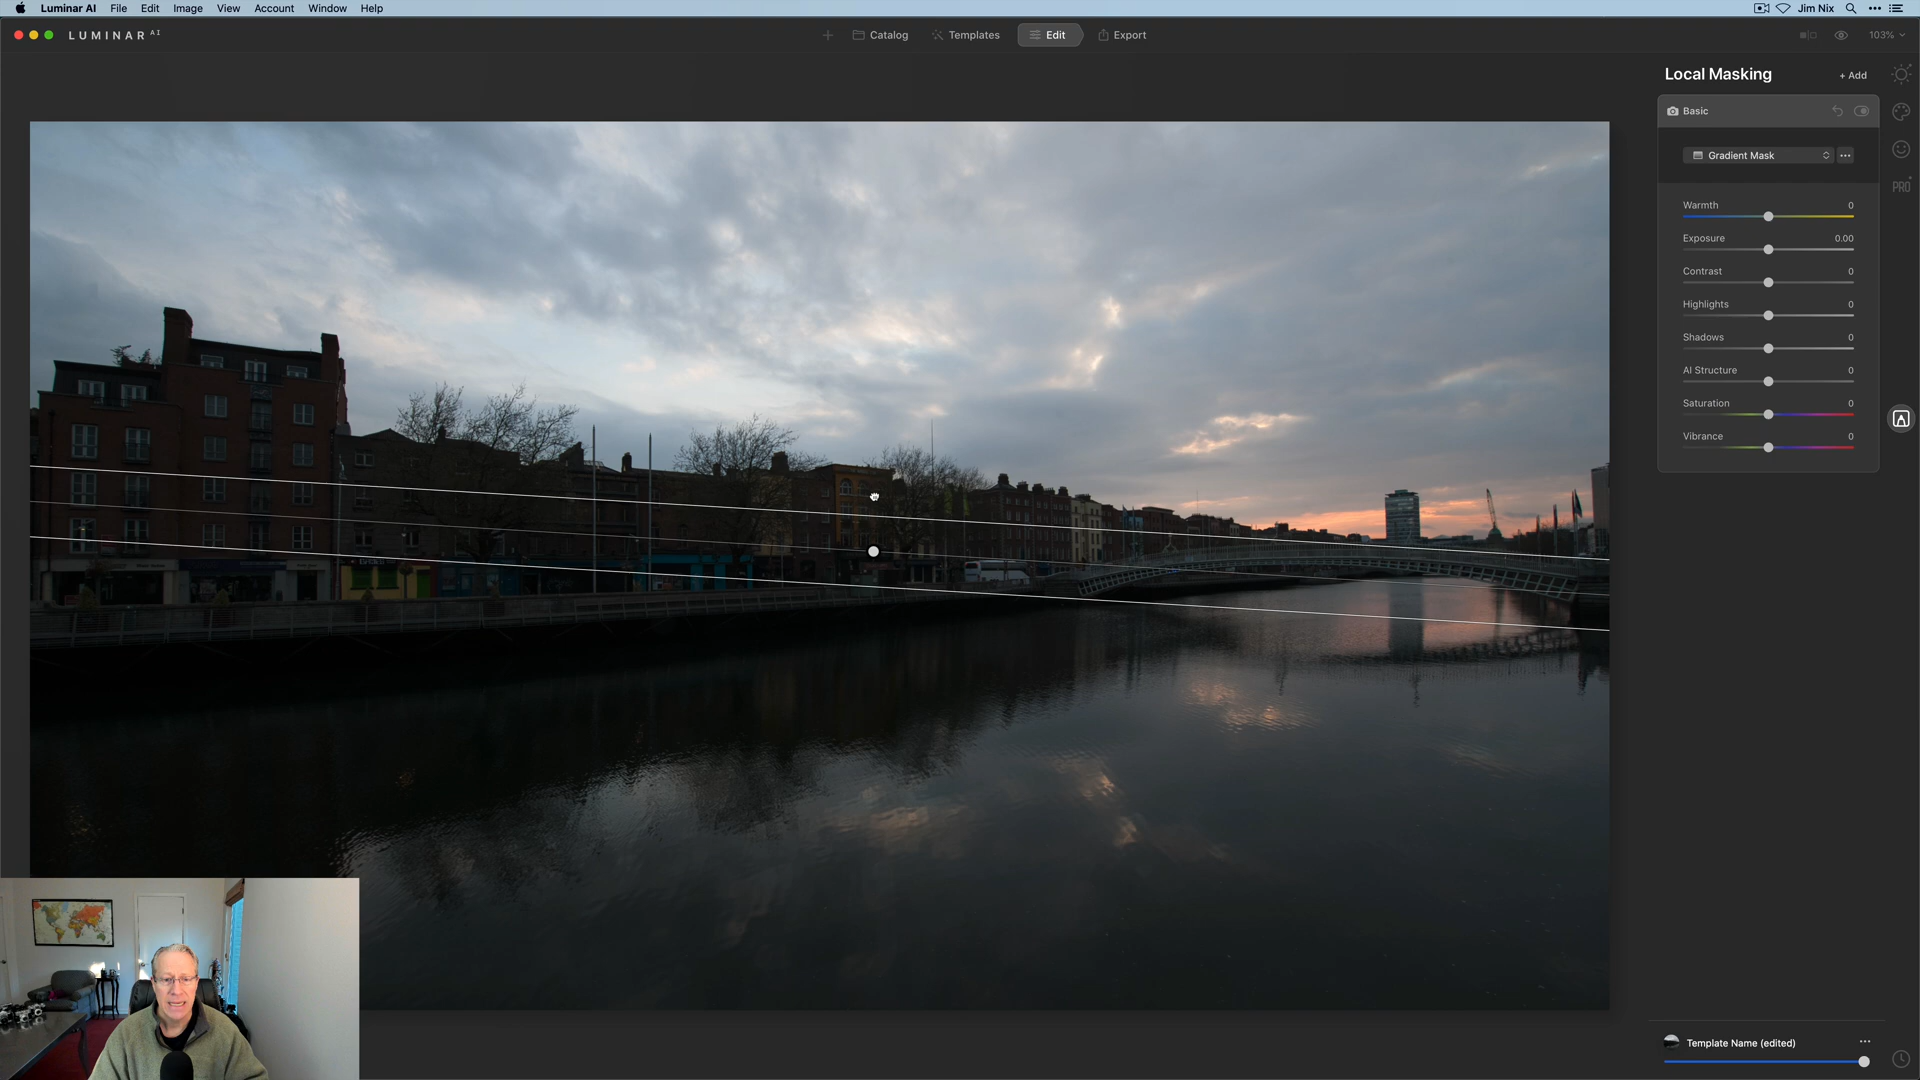 Luminar AI File Edit Image View Account Window Help Jim Nix
LUMINAR AI Catalog Templates Edit Export 103%
Local Masking + Add
Basic
Gradient Mask
PRO
Warmth 0
Exposure 0.00
Contrast 0
Highlights 0
Shadows 0
AI Structure 0
Saturation 0
Vibrance 0
Template Name (edited)